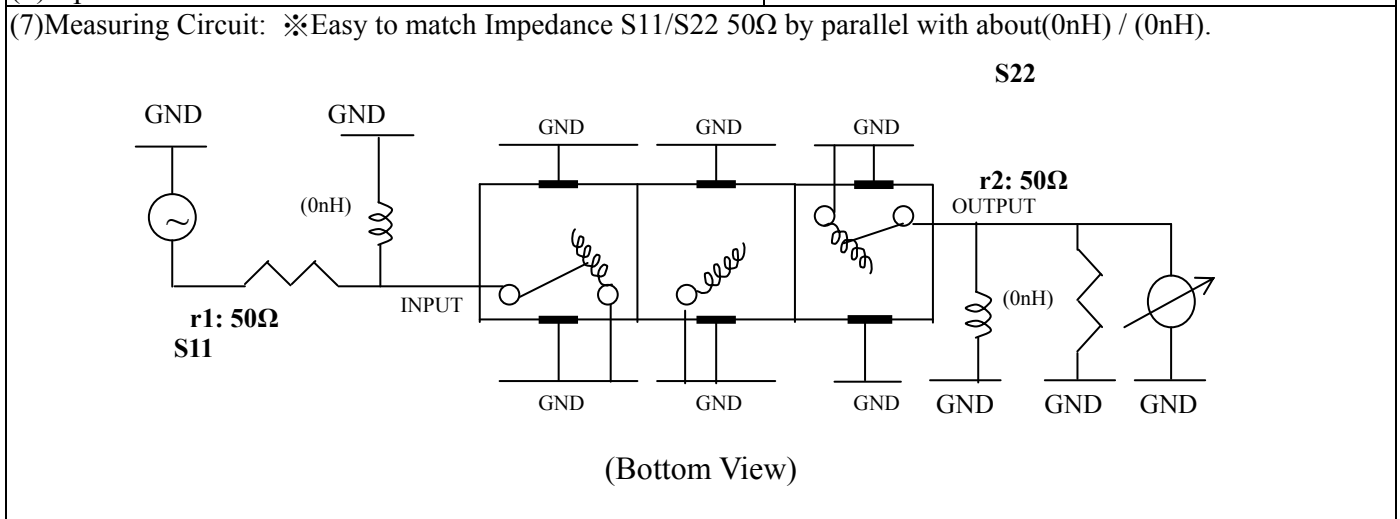 (7)Measuring Circuit: ※Easy to match Impedance S11/S22 50Ω by parallel with about(0nH) / (0nH).
S22
GND GND GND GND GND
r2: 50Ω
(0nH) OUTPUT
~
INPUT (0nH)
r1: 50Ω
S11
GND GND GND GND GND GND
(Bottom View)